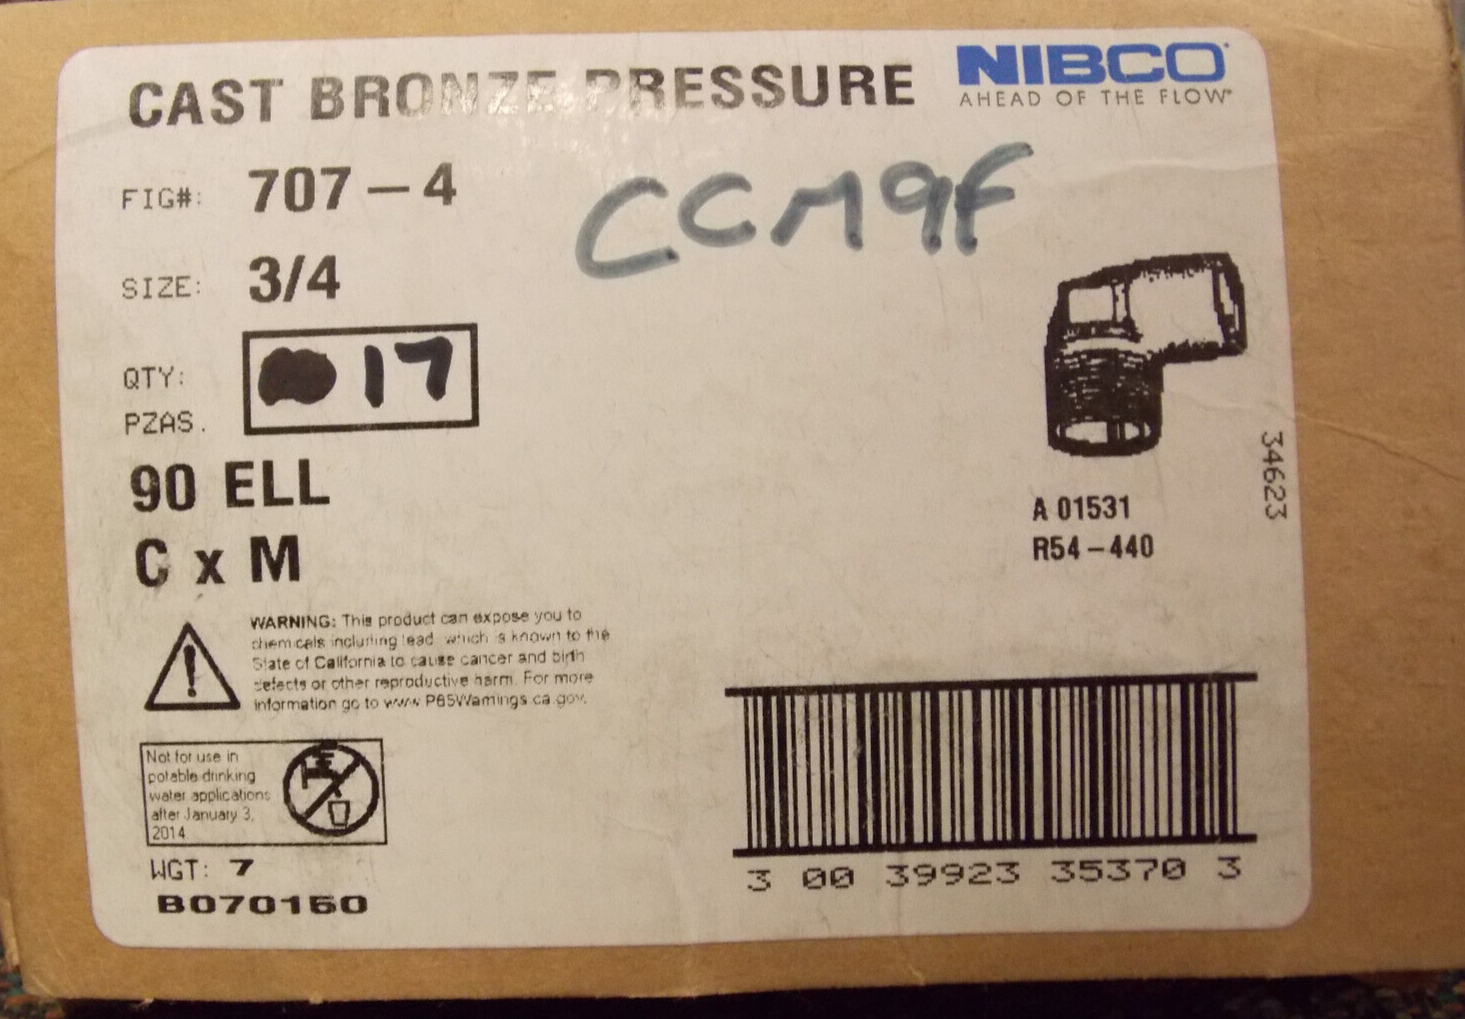 CAST BRONZE PRESSURE
NIBCO
AHEAD OF THE FLOW
FIG#: 707-4
CCM9F
SIZE: 3/4
QTY: 17
PZAS.
90 ELL
C x M
A 01531
R54-440
34623
WARNING: This product can expose you to
chemicals including lead, which is known to the
State of California to cause cancer and birth
defects or other reproductive harm. For more
information go to www.P65Warnings.ca.gov.
Not for use in
potable drinking
water applications
after January 3,
2014
WGT: 7
B070150
3 00 39923 35370 3